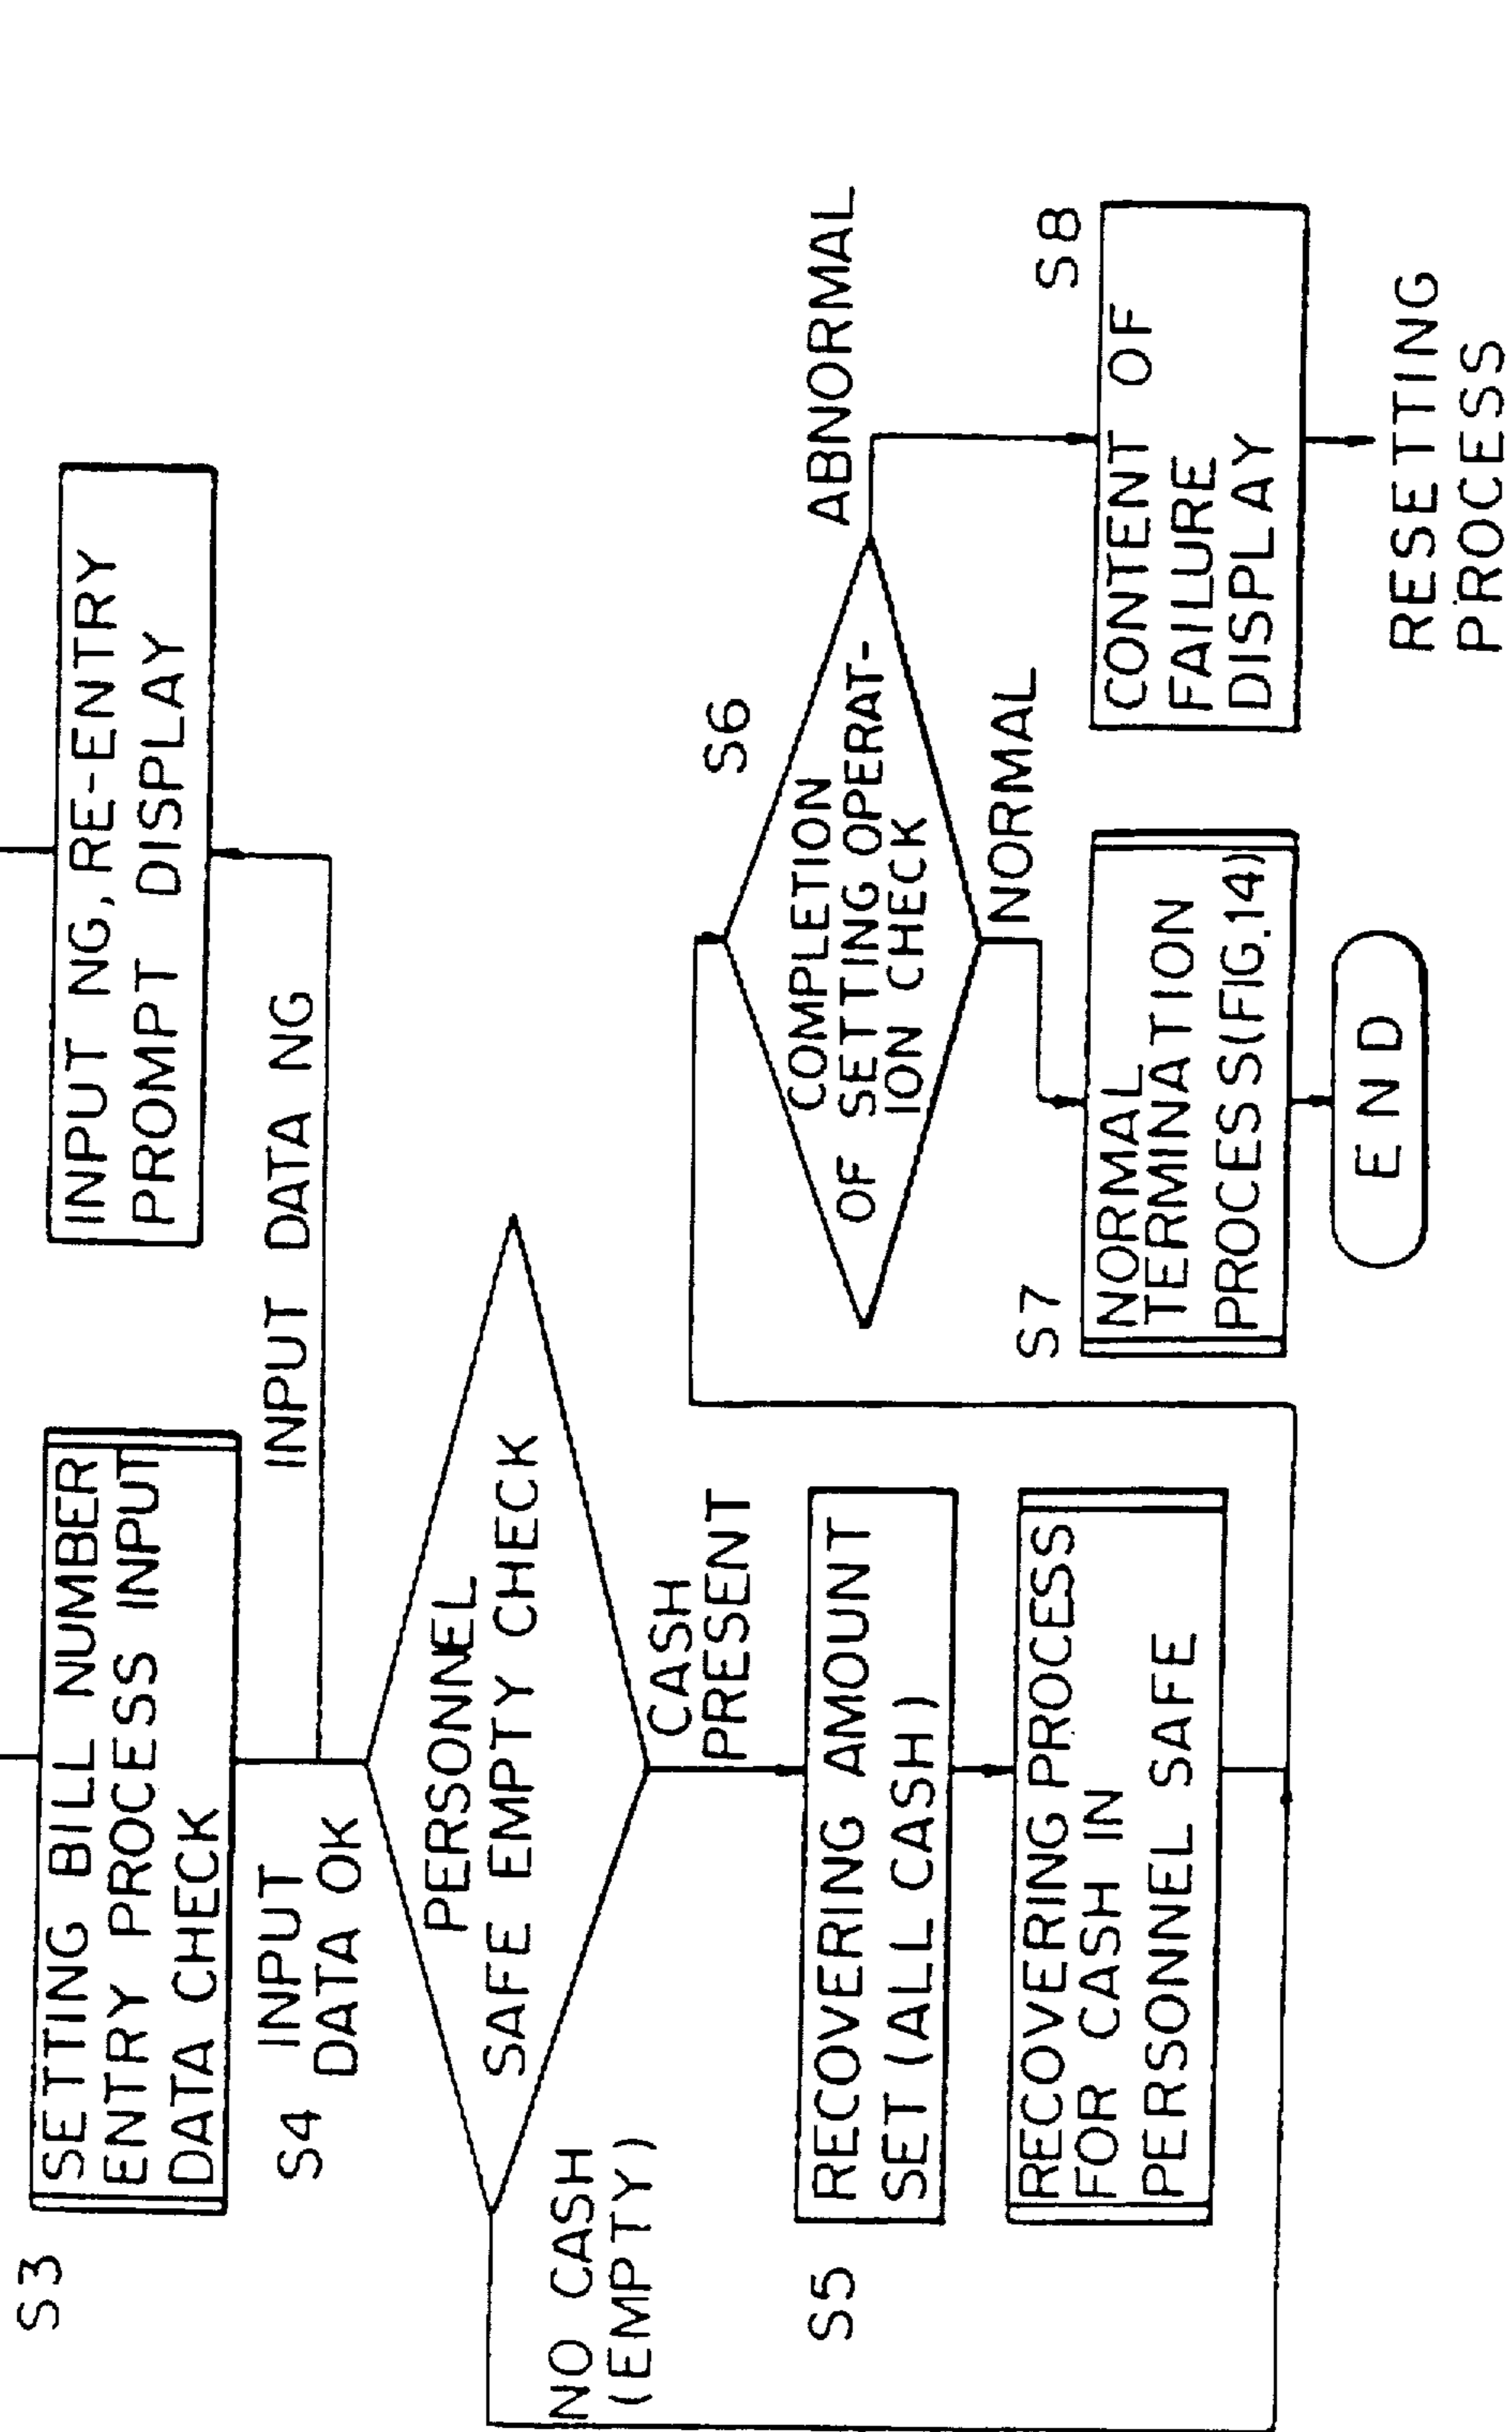 S3
SETTING BILL NUMBER
ENTRY PROCESS INPUT
DATA CHECK
INPUT NG, RE-ENTRY
PROMPT DISPLAY
S4
INPUT
DATA OK
INPUT DATA NG
PERSONNEL
SAFE EMPTY CHECK
NO CASH
(EMPTY)
CASH
PRESENT
S5
RECOVERING AMOUNT
SET (ALL CASH)
RECOVERING PROCESS
FOR CASH IN
PERSONNEL SAFE
S6
COMPLETION
OF SETTING OPERAT-
ION CHECK
ABNORMAL
NORMAL
S7
NORMAL
TERMINATION
PROCESS(FIG.14)
END
S8
CONTENT OF
FAILURE
DISPLAY
RESETTING
PROCESS